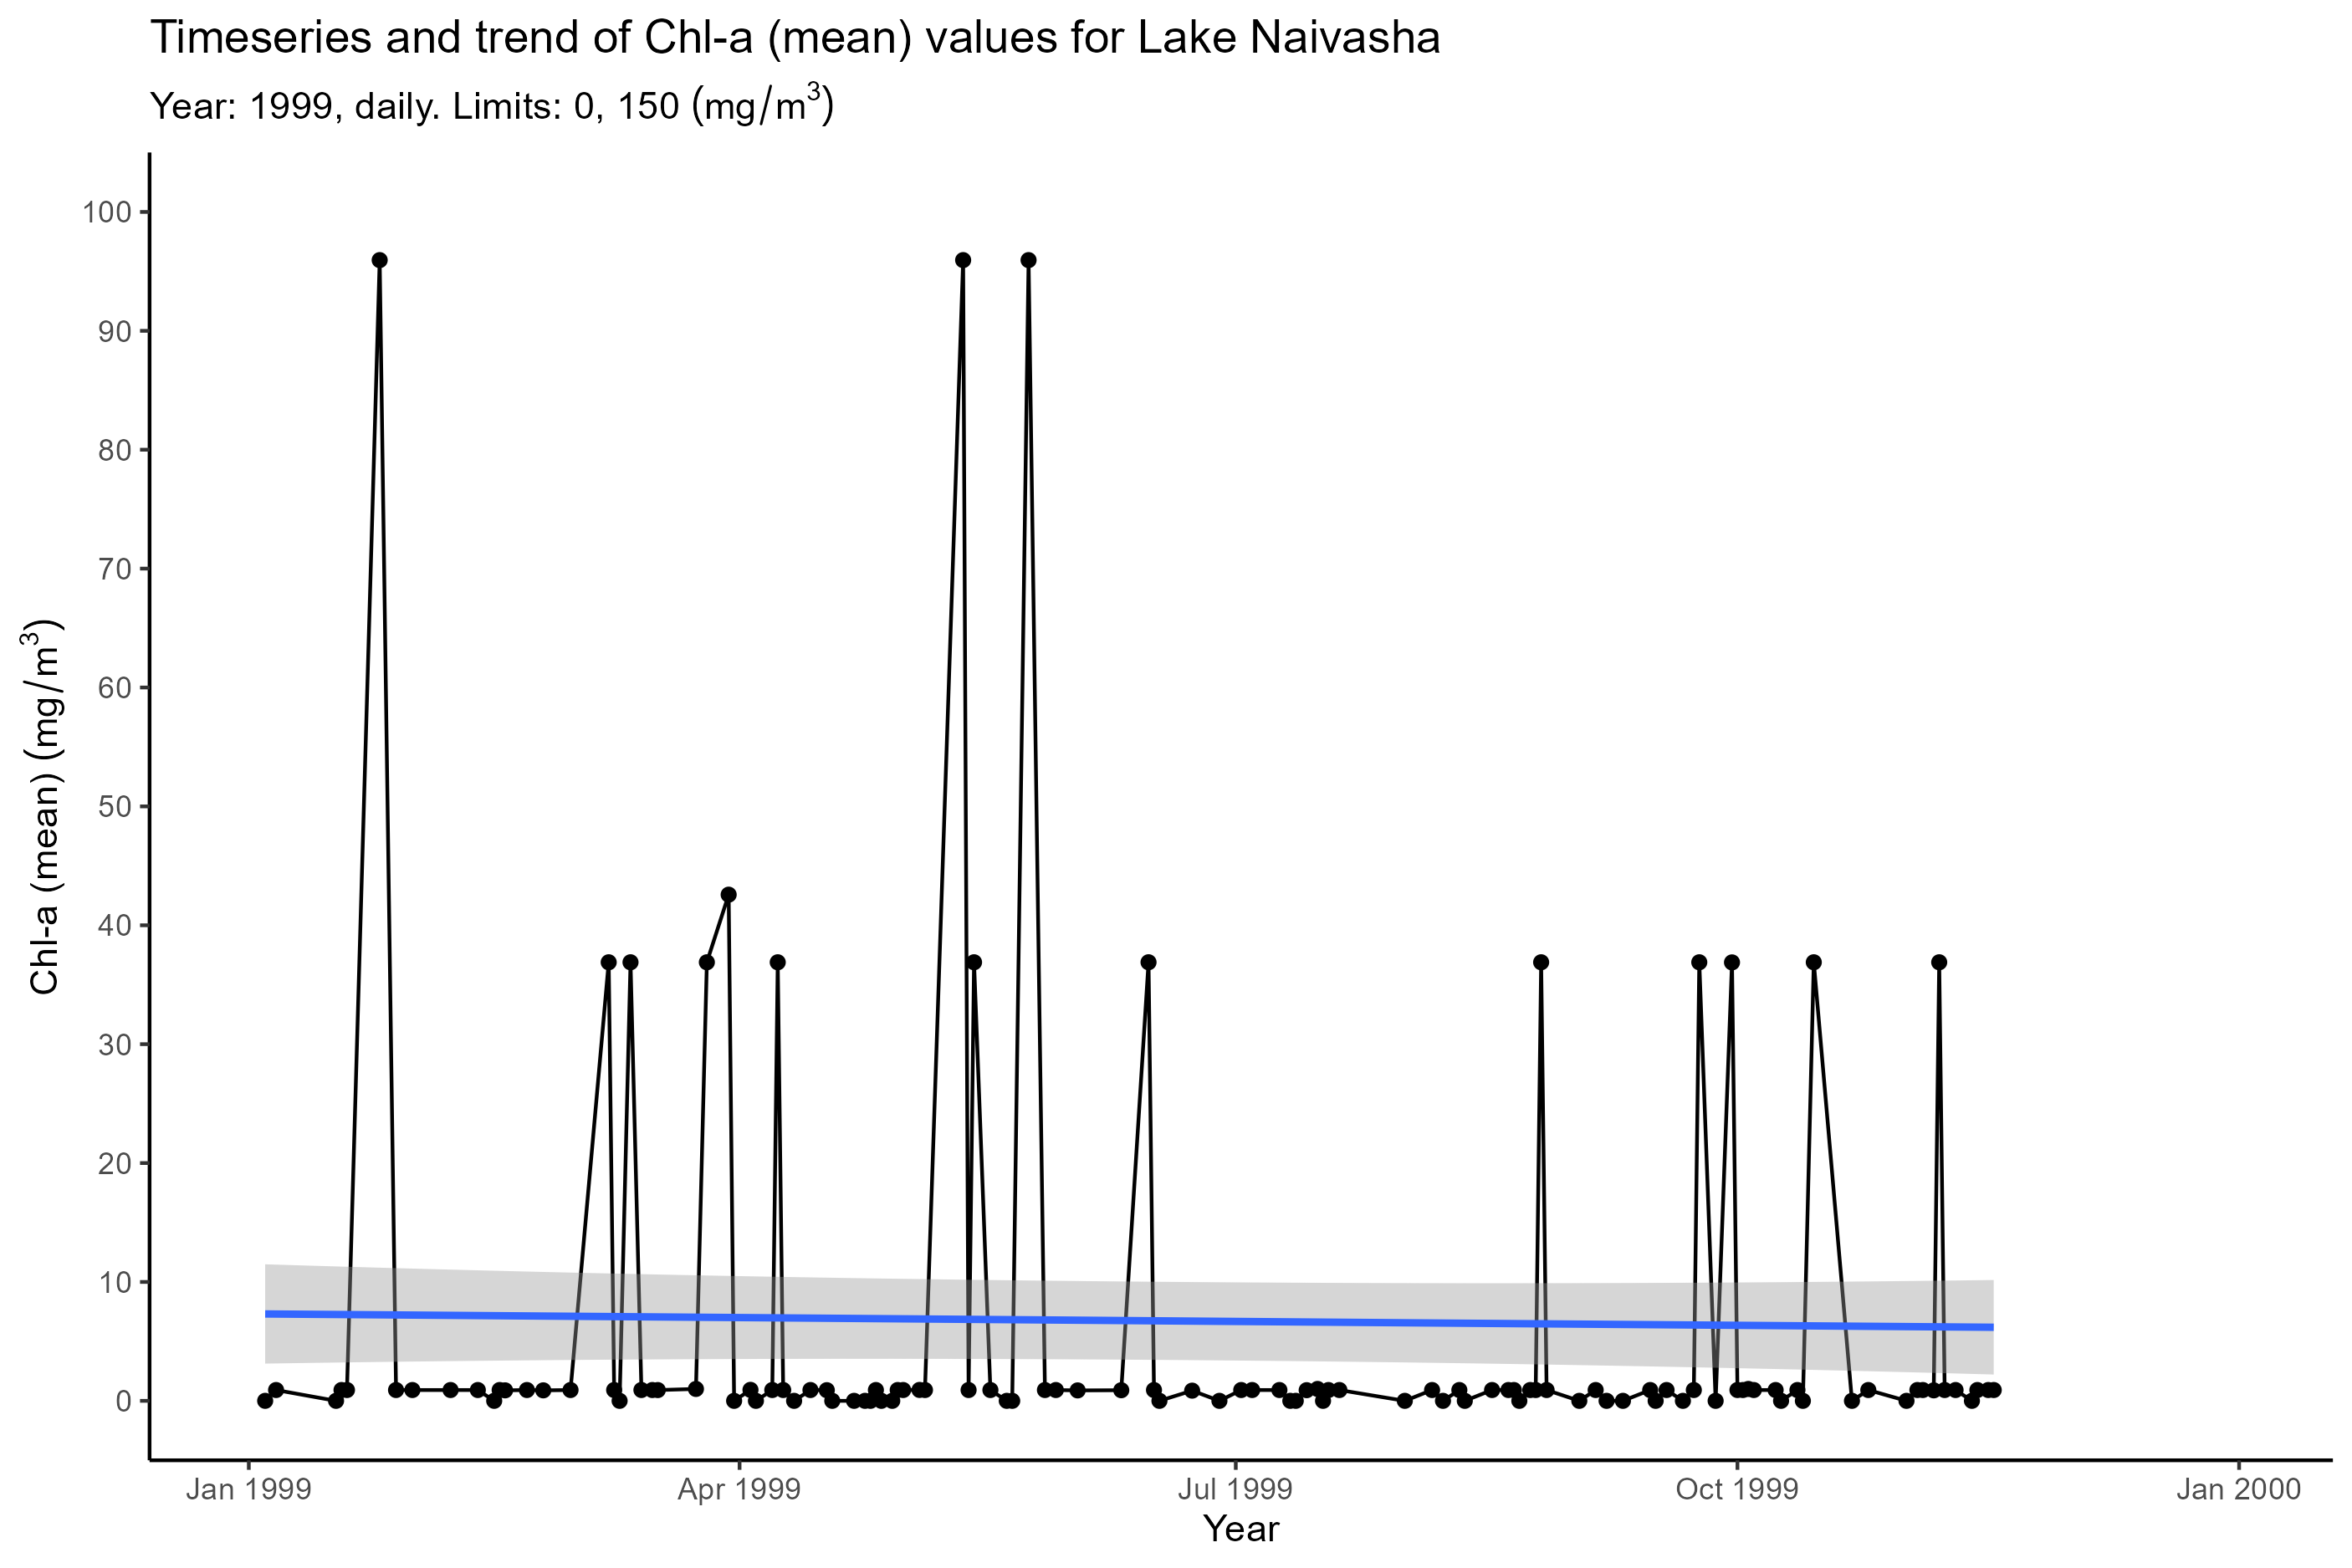 Timeseries and trend of Chl-a (mean) values for Lake Naivasha
Year: 1999, daily. Limits: 0, 150 (mg/m³)
100
90
80
70
60
50
40
30
20
10
0
Chl-a (mean) (mg/m³)
Jan 1999 Apr 1999 Jul 1999 Oct 1999 Jan 2000
Year